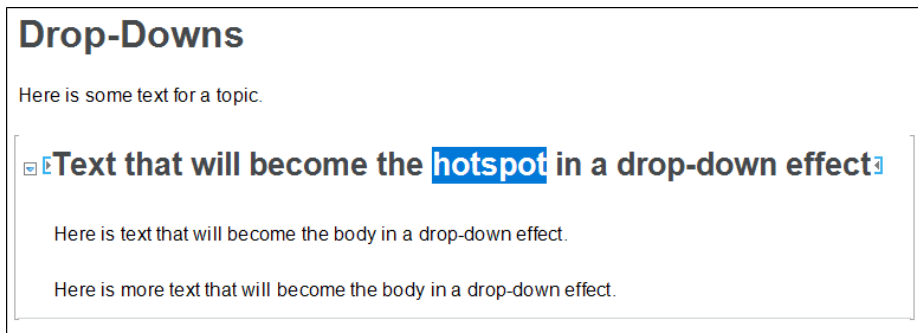 Drop-Downs
Here is some text for a topic.
Text that will become the hotspot in a drop-down effect
Here is text that will become the body in a drop-down effect.
Here is more text that will become the body in a drop-down effect.